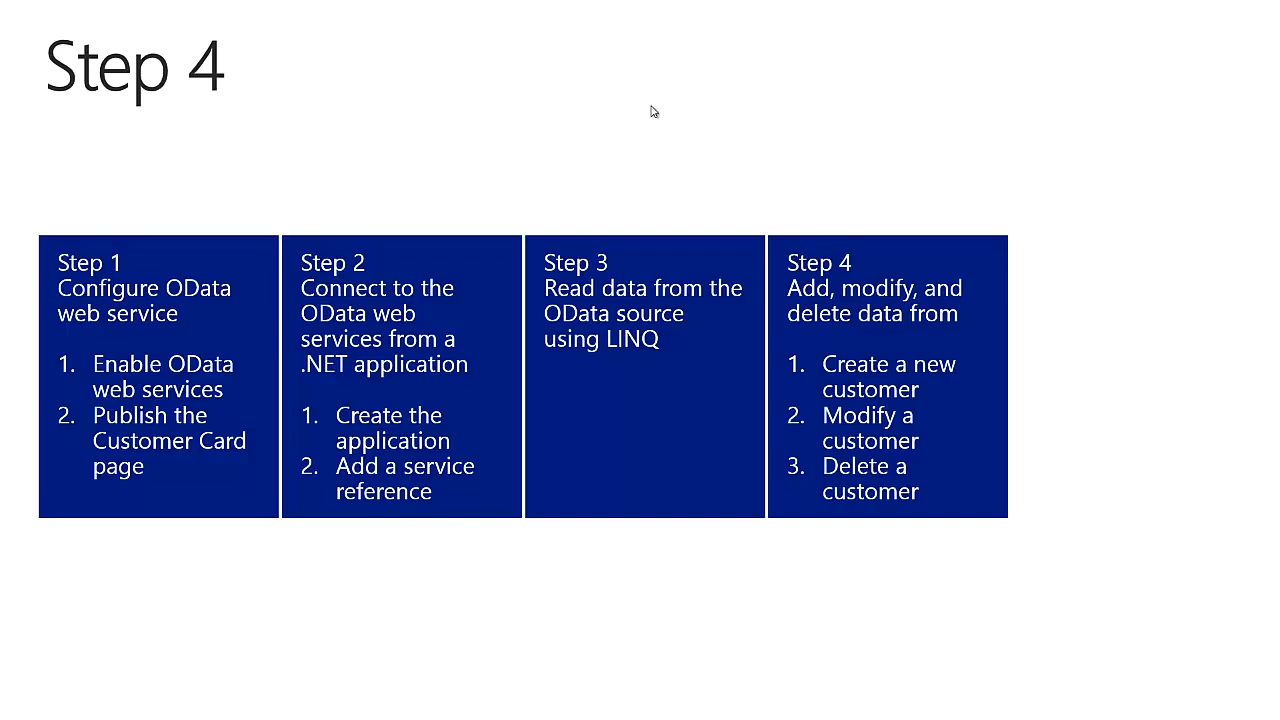 Step 4
Step 1
Configure OData
web service
1. Enable OData
web services
2. Publish the
Customer Card
page
Step 2
Connect to the
OData web
services from a
.NET application
1. Create the
application
2. Add a service
reference
Step 3
Read data from the
OData source
using LINQ
Step 4
Add, modify, and
delete data from
1. Create a new
customer
2. Modify a
customer
3. Delete a
customer